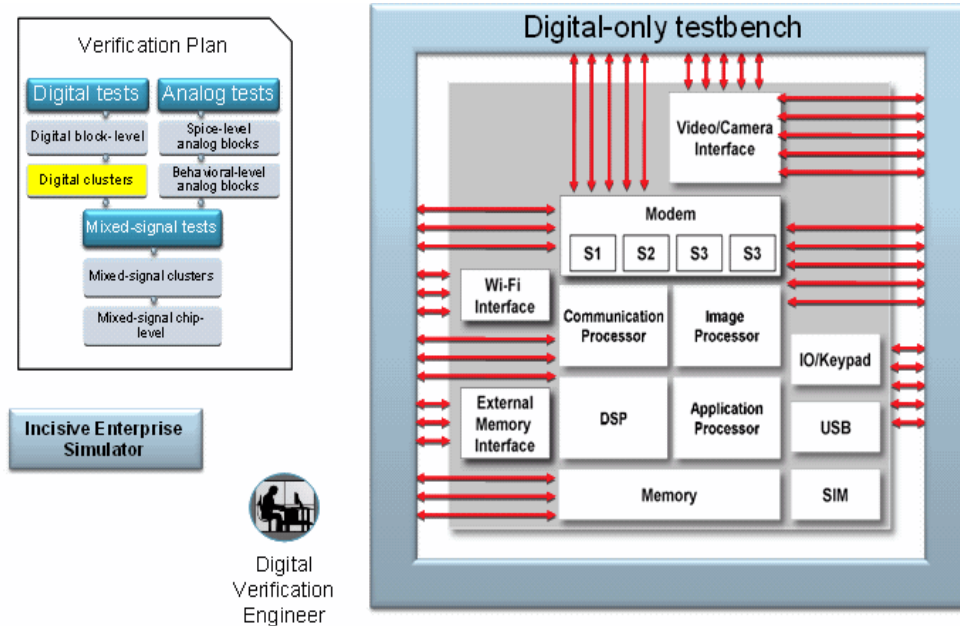 Verification Plan
Digital tests
Analog tests
Digital block-level
Spice-level
analog blocks
Digital clusters
Behavioral-level
analog blocks
Mixed-signal tests
Mixed-signal clusters
Mixed-signal chip-
level
Incisive Enterprise
Simulator
Digital
Verification
Engineer
Digital-only testbench
Video/Camera
Interface
Modem
S1
S2
S3
S3
Wi-Fi
Interface
Communication
Processor
Image
Processor
IO/Keypad
External
Memory
Interface
DSP
Application
Processor
USB
Memory
SIM